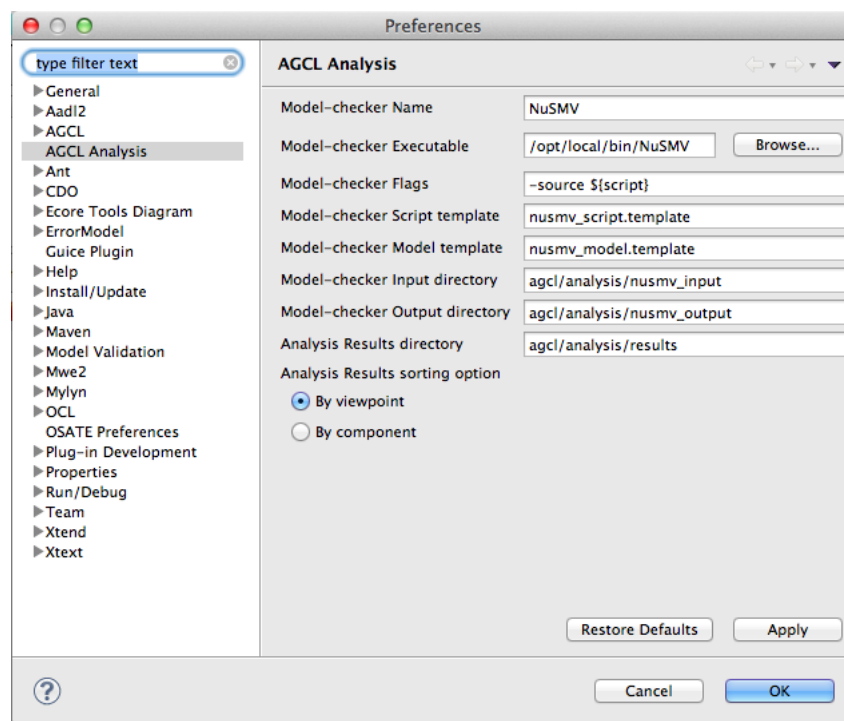 Preferences
type filter text
General
Aadl2
AGCL
AGCL Analysis
Ant
CDO
Ecore Tools Diagram
ErrorModel
Guice Plugin
Help
Install/Update
Java
Maven
Model Validation
Mwe2
Mylyn
OCL
OSATE Preferences
Plug-in Development
Properties
Run/Debug
Team
Xtend
Xtext
AGCL Analysis
Model-checker Name NuSMV
Model-checker Executable /opt/local/bin/NuSMV Browse...
Model-checker Flags -source ${script}
Model-checker Script template nusmv_script.template
Model-checker Model template nusmv_model.template
Model-checker Input directory agcl/analysis/nusmv_input
Model-checker Output directory agcl/analysis/nusmv_output
Analysis Results directory agcl/analysis/results
Analysis Results sorting option
By viewpoint
By component
Restore Defaults Apply
? Cancel OK